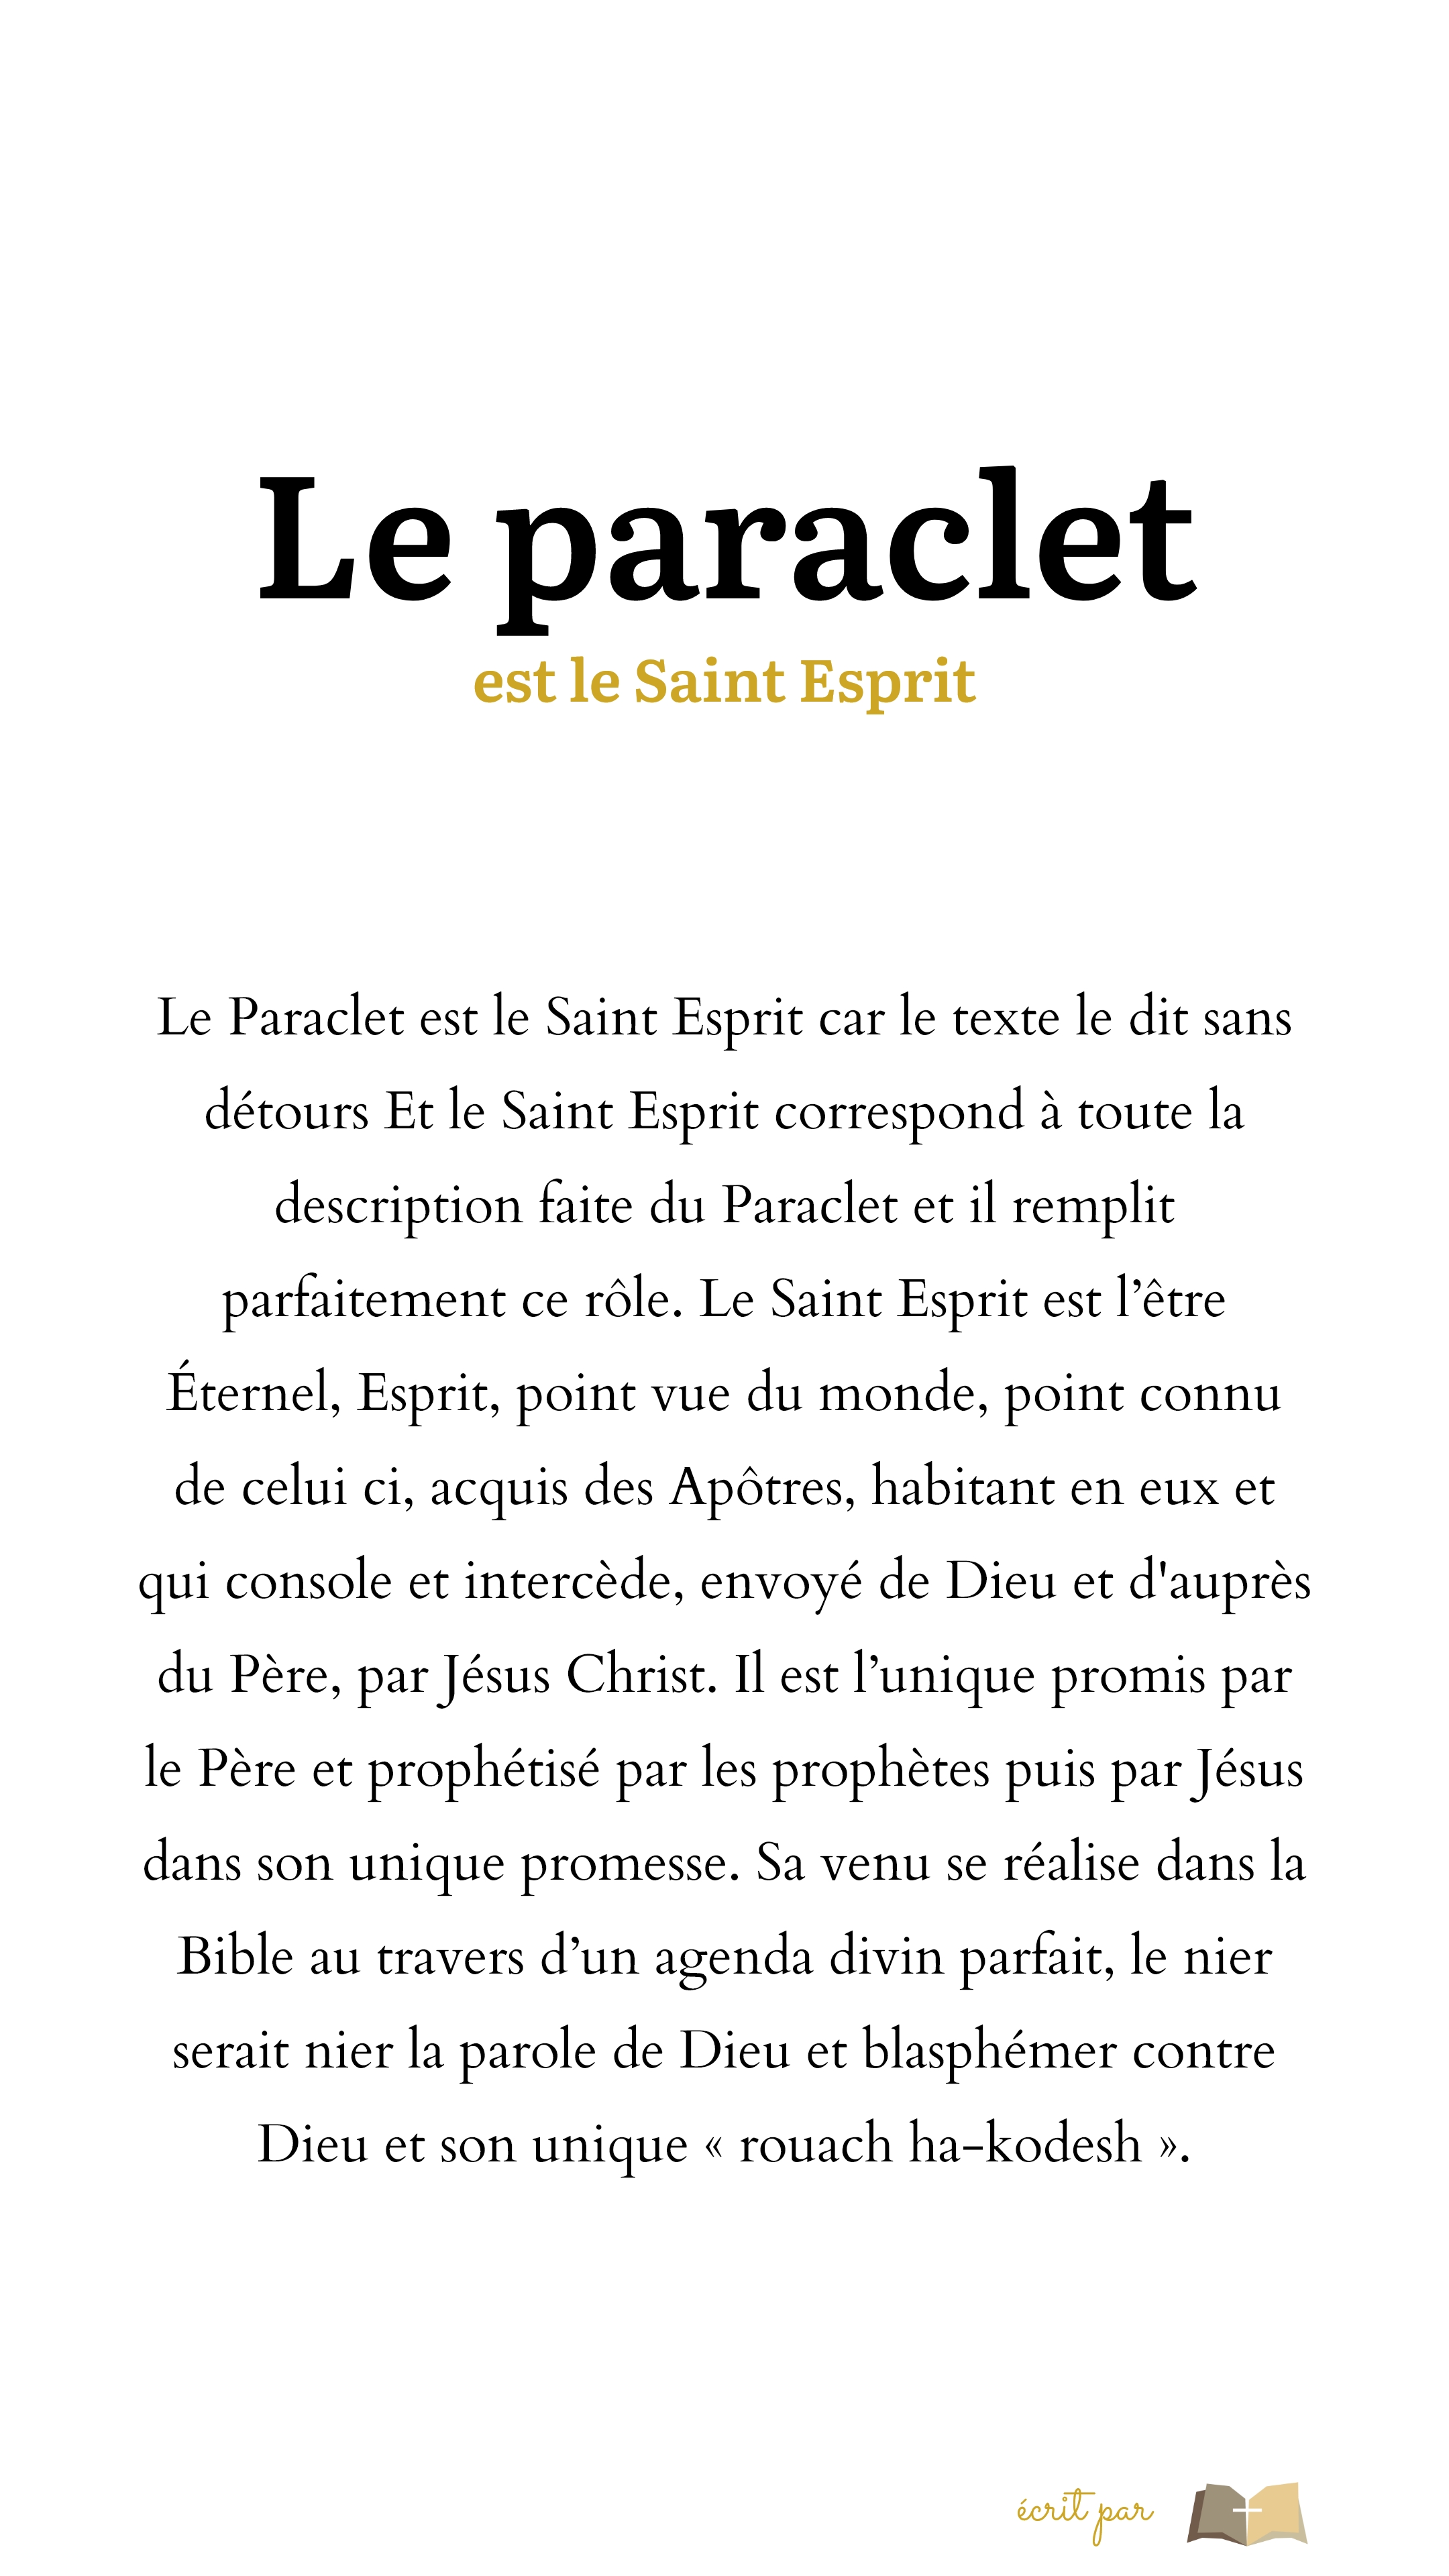 Le paraclet
est le Saint Esprit
Le Paraclet est le Saint Esprit car le texte le dit sans
détours Et le Saint Esprit correspond à toute la
description faite du Paraclet et il remplit
parfaitement ce rôle. Le Saint Esprit est l’être
Éternel, Esprit, point vue du monde, point connu
de celui ci, acquis des Apôtres, habitant en eux et
qui console et intercède, envoyé de Dieu et d'auprès
du Père, par Jésus Christ. Il est l’unique promis par
le Père et prophétisé par les prophètes puis par Jésus
dans son unique promesse. Sa venu se réalise dans la
Bible au travers d’un agenda divin parfait, le nier
serait nier la parole de Dieu et blasphémer contre
Dieu et son unique « rouach ha-kodesh ».
écrit par